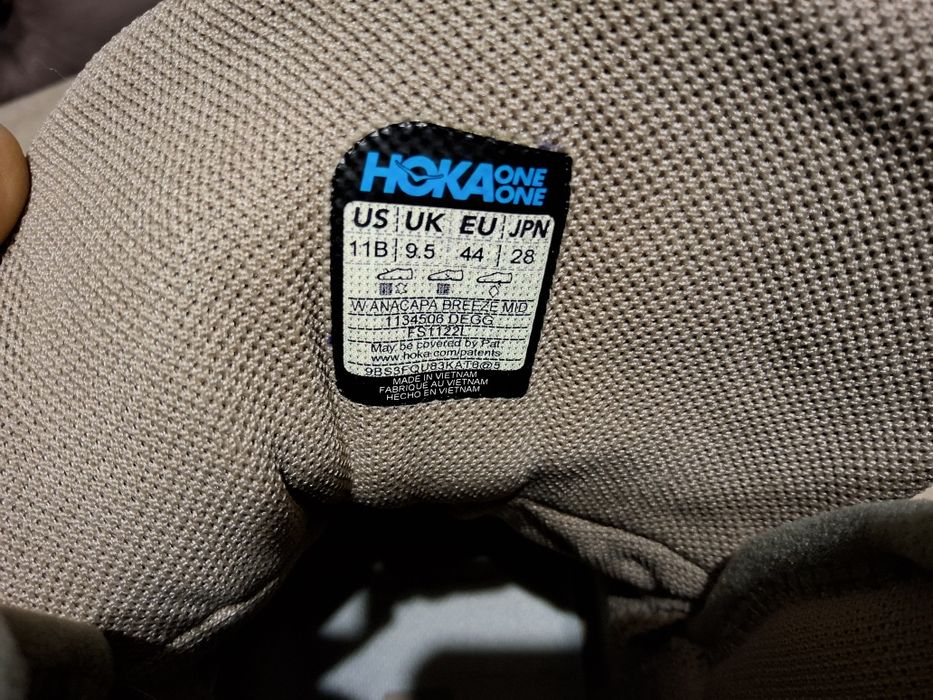 HOKA ONE ONE
US UK EU JPN
11B 9.5 44 28
W ANACAPA BREEZE MID
1134506 DEGG
FS1122L
May be covered by Pat.
www.hoka.com/patents
MADE IN VIETNAM
FABRIQUE AU VIETNAM
HECHO EN VIETNAM